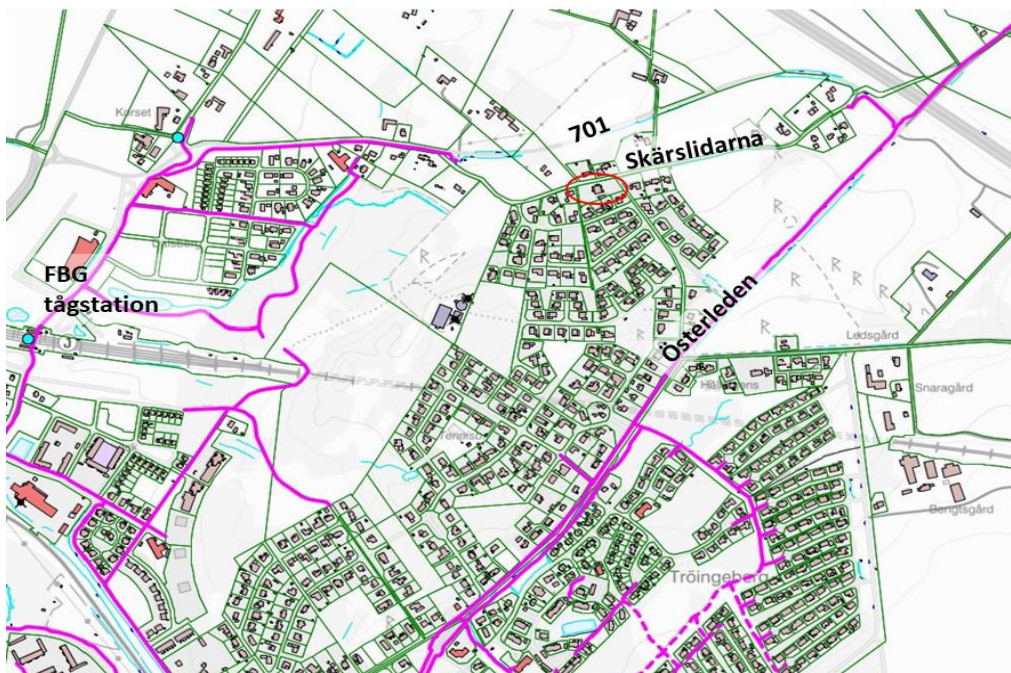 701
Korset
Skärslidarna
R
R
R
R
R
R
R
R
R
FBG
tågstation
J
Österleden
Ledsgård
Snaragård
Bengtsgård
Tröingeberg